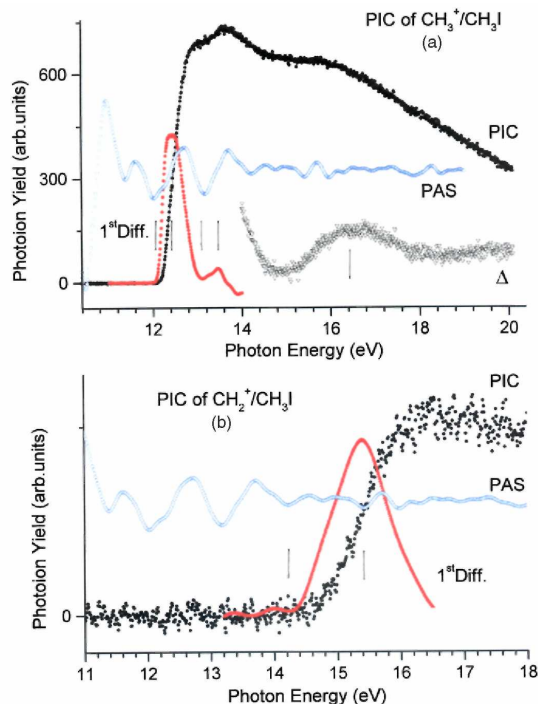 PIC of CH₃⁺/CH₃I
(a)
600
300
0
Photoion Yield (arb.units)
PIC
PAS
1ˢᵗDiff.
Δ
12 14 16 18 20
Photon Energy (eV)
PIC of CH₂⁺/CH₃I
(b)
PIC
PAS
1ˢᵗDiff.
Photoion Yield (arb.units)
0
11 12 13 14 15 16 17 18
Photon Energy (eV)